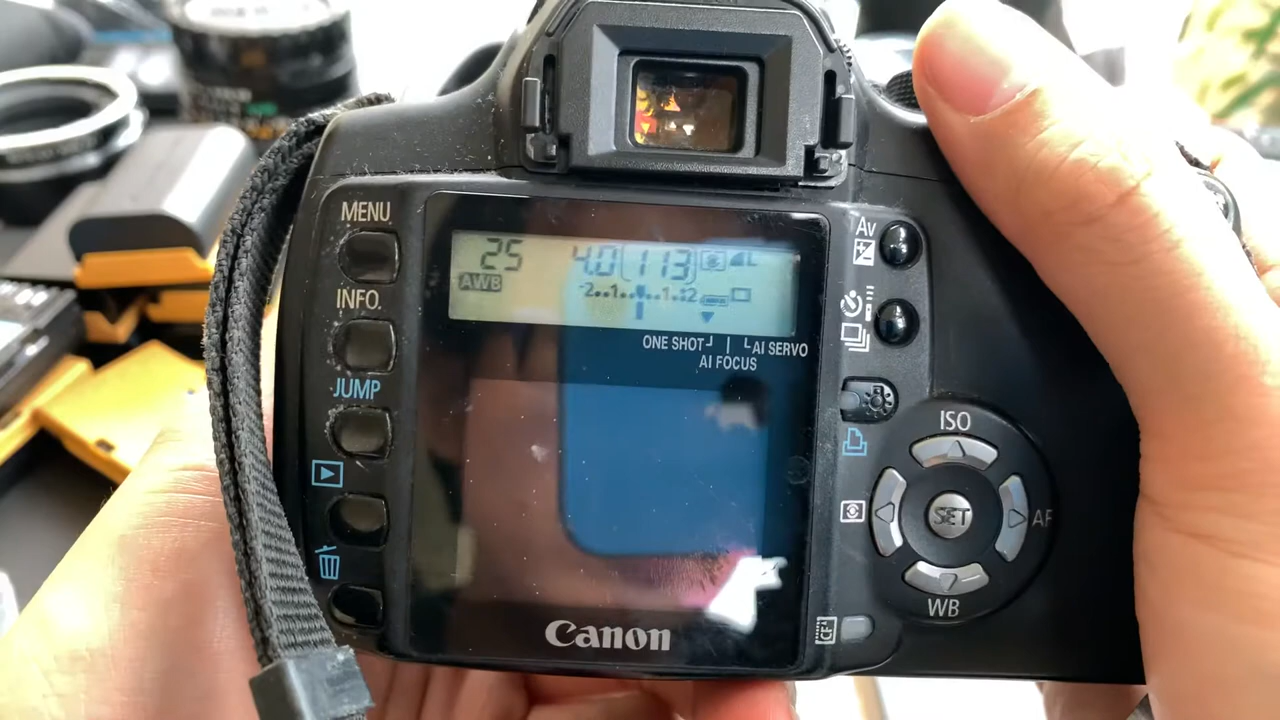 MENU
INFO.
JUMP
25 4.0 [113] L
AWB -2..1...1..2
ONE SHOT AI SERVO
AI FOCUS
Av
ISO
SET AF
WB
CF
Canon